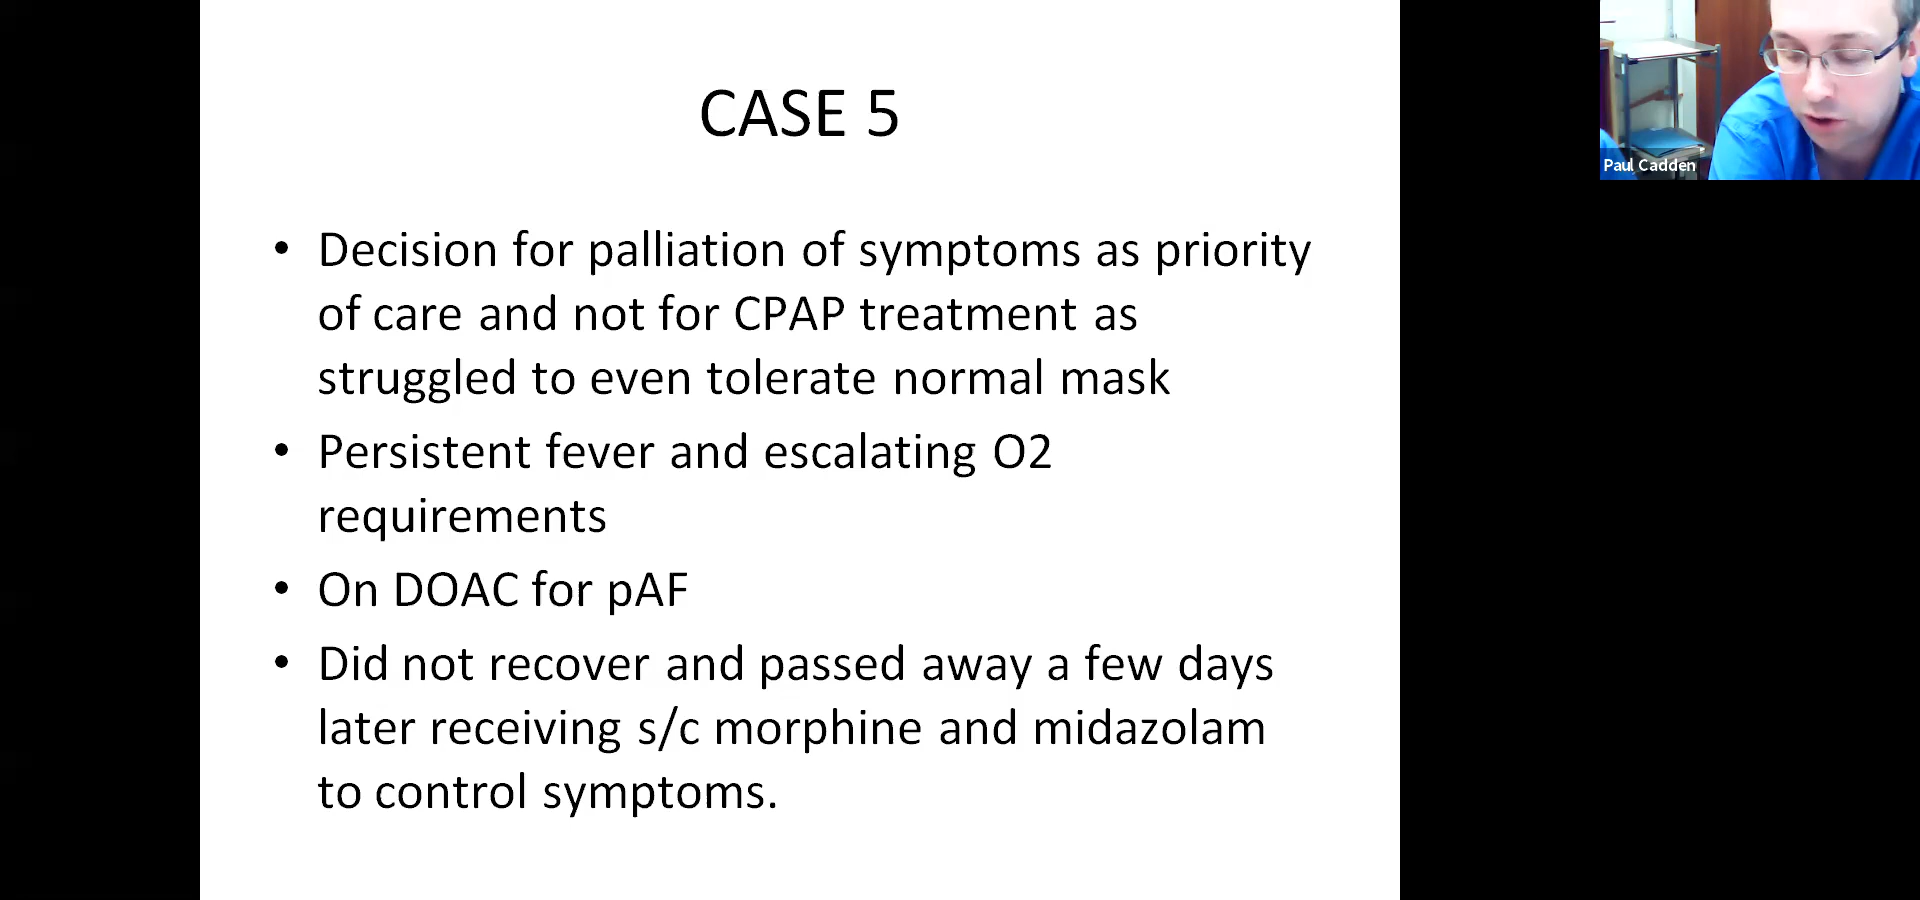 CASE 5
• Decision for palliation of symptoms as priority
of care and not for CPAP treatment as
struggled to even tolerate normal mask
• Persistent fever and escalating O2
requirements
• On DOAC for pAF
• Did not recover and passed away a few days
later receiving s/c morphine and midazolam
to control symptoms.
Paul Cadden